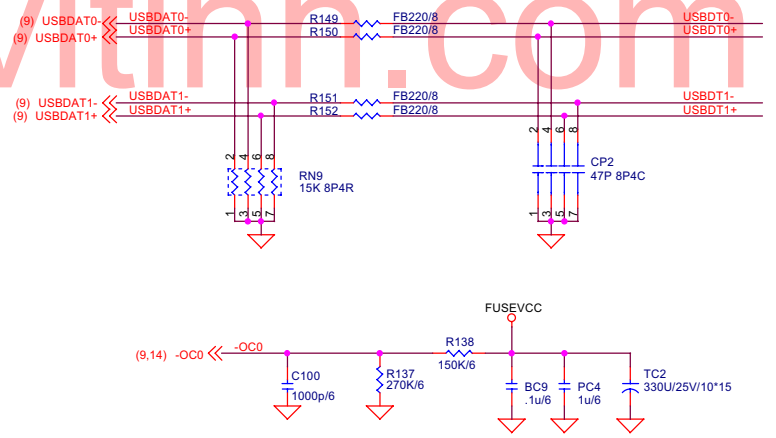 vltinn.com
(9) USBDAT0- USBDAT0- R149 FB220/8 USBDT0-
(9) USBDAT0+ USBDAT0+ R150 FB220/8 USBDT0+
(9) USBDAT1- USBDAT1- R151 FB220/8 USBDT1-
(9) USBDAT1+ USBDAT1+ R152 FB220/8 USBDT1+
2 4 6 8
2 4 6 8
RN9
15K 8P4R
CP2
47P 8P4C
1 3 5 7
1 3 5 7
FUSEVCC
(9,14) -OC0 -OC0
R138
150K/6
C100
1000p/6
R137
270K/6
BC9
.1u/6
PC4
1u/6
TC2
330U/25V/10*15